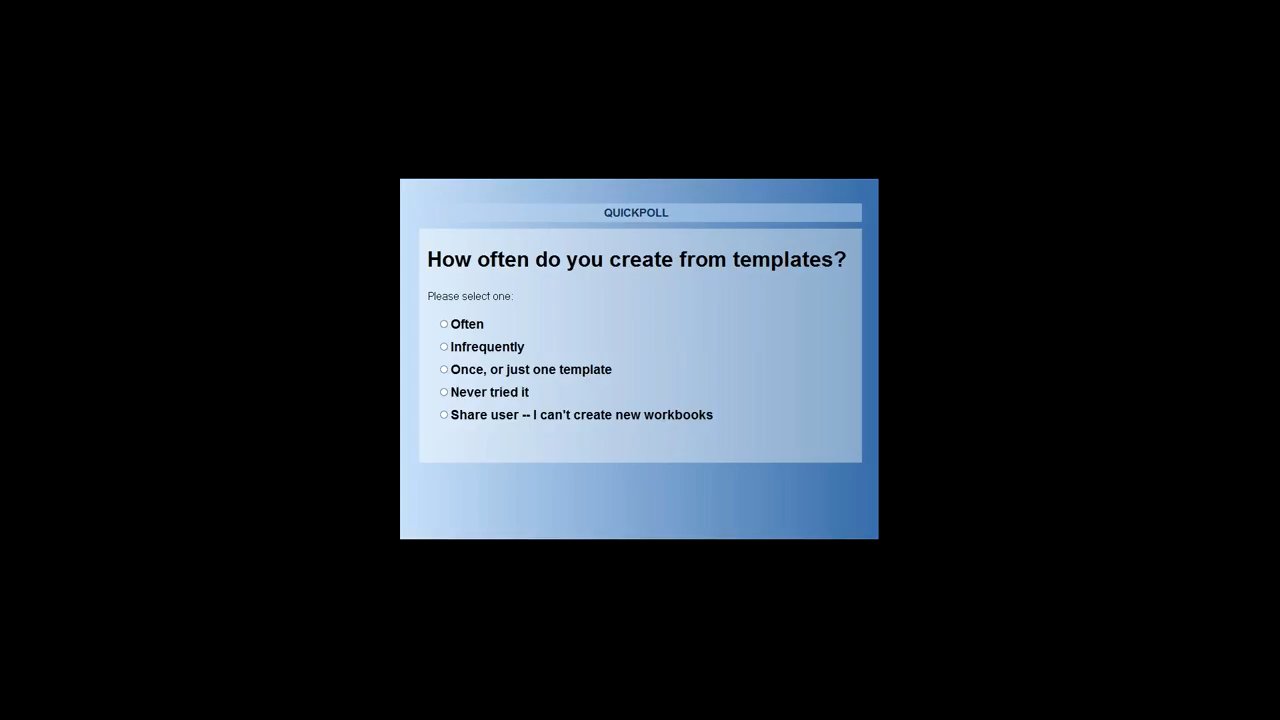 QUICKPOLL
How often do you create from templates?
Please select one:
Often
Infrequently
Once, or just one template
Never tried it
Share user -- I can't create new workbooks